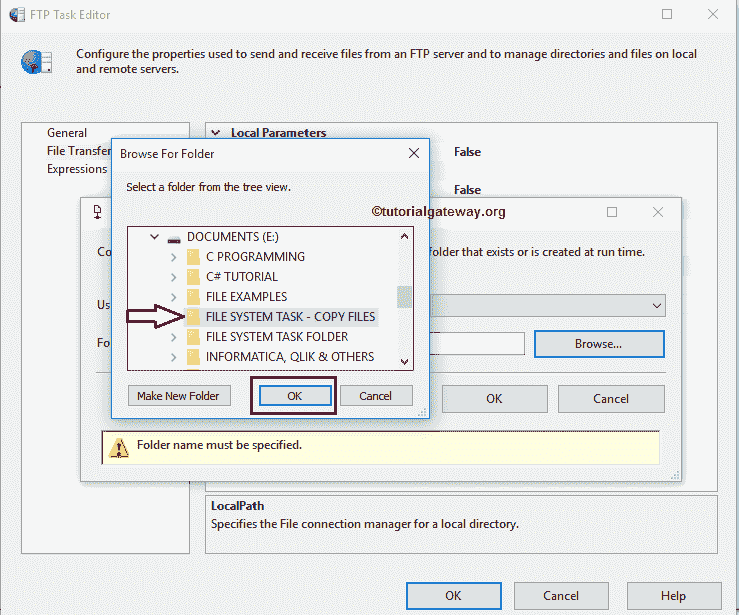 FTP Task Editor
Configure the properties used to send and receive files from an FTP server and to manage directories and files on local
and remote servers.
General
File Transfer
Expressions
Local Parameters
False
False
Browse For Folder
Select a folder from the tree view.
DOCUMENTS (E:)
C PROGRAMMING
C# TUTORIAL
FILE EXAMPLES
FILE SYSTEM TASK - COPY FILES
FILE SYSTEM TASK FOLDER
INFORMATICA, QLIK & OTHERS
Make New Folder
OK
Cancel
©tutorialgateway.org
Co
folder that exists or is created at run time.
Us
Fo
Browse...
OK
Cancel
Folder name must be specified.
LocalPath
Specifies the File connection manager for a local directory.
OK
Cancel
Help